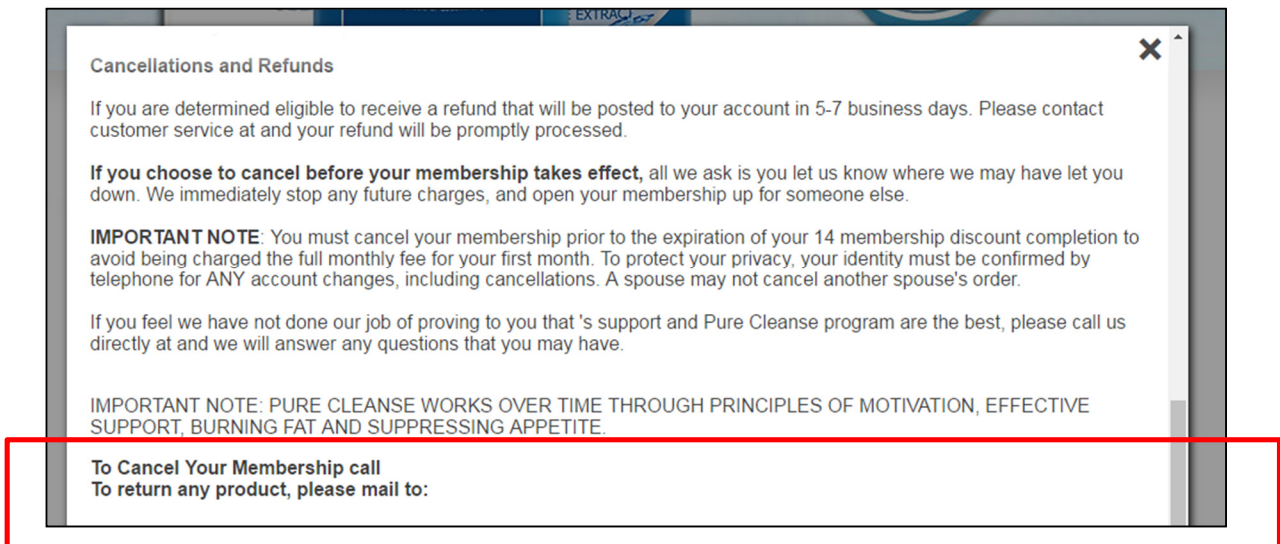 EXTRACT
Cancellations and Refunds
If you are determined eligible to receive a refund that will be posted to your account in 5-7 business days. Please contact
customer service at and your refund will be promptly processed.
If you choose to cancel before your membership takes effect, all we ask is you let us know where we may have let you
down. We immediately stop any future charges, and open your membership up for someone else.
IMPORTANT NOTE: You must cancel your membership prior to the expiration of your 14 membership discount completion to
avoid being charged the full monthly fee for your first month. To protect your privacy, your identity must be confirmed by
telephone for ANY account changes, including cancellations. A spouse may not cancel another spouse's order.
If you feel we have not done our job of proving to you that 's support and Pure Cleanse program are the best, please call us
directly at and we will answer any questions that you may have.
IMPORTANT NOTE: PURE CLEANSE WORKS OVER TIME THROUGH PRINCIPLES OF MOTIVATION, EFFECTIVE
SUPPORT, BURNING FAT AND SUPPRESSING APPETITE.
To Cancel Your Membership call
To return any product, please mail to: